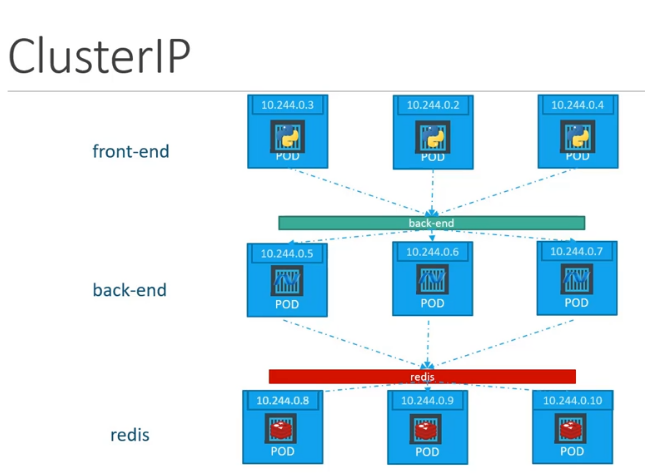 ClusterIP
10.244.0.3
10.244.0.2
10.244.0.4
front-end
POD
POD
POD
back-end
10.244.0.5
10.244.0.6
10.244.0.7
back-end
POD
POD
POD
redis
10.244.0.8
10.244.0.9
10.244.0.10
redis
POD
POD
POD